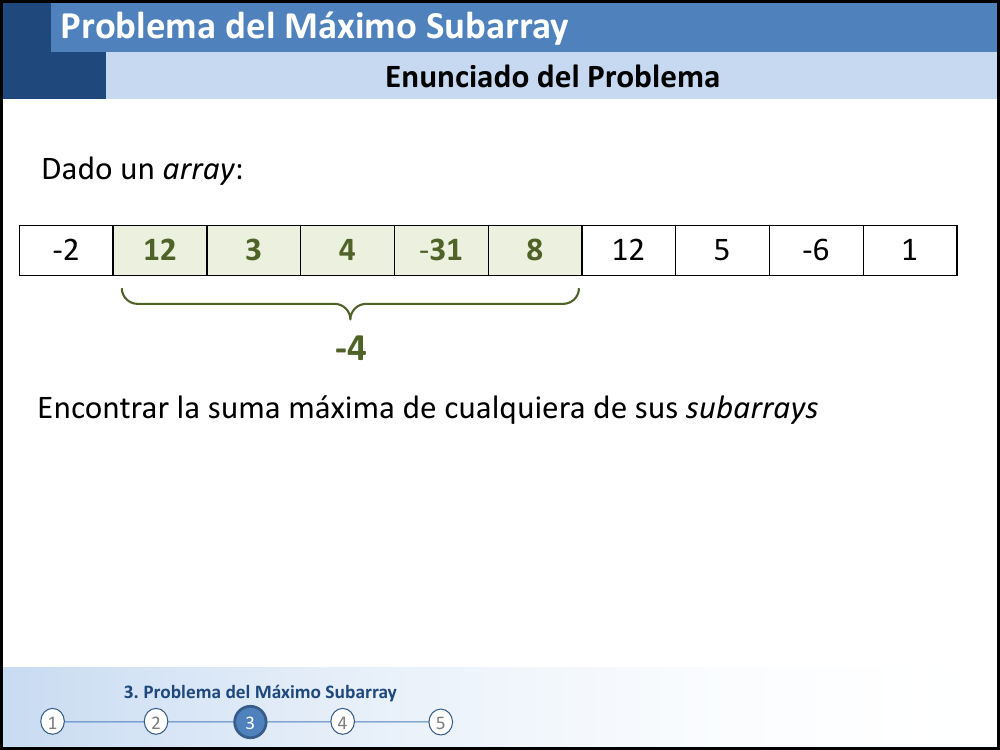 Problema del Máximo Subarray
Enunciado del Problema
Dado un array:
-2 12 3 4 -31 8 12 5 -6 1
-4
Encontrar la suma máxima de cualquiera de sus subarrays
3. Problema del Máximo Subarray
1 2 3 4 5